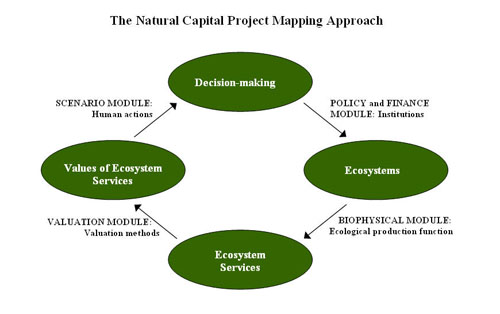 The Natural Capital Project Mapping Approach
Decision-making
SCENARIO MODULE:
Human actions
POLICY and FINANCE
MODULE: Institutions
Values of Ecosystem
Services
Ecosystems
VALUATION MODULE:
Valuation methods
BIOPHYSICAL MODULE:
Ecological production function
Ecosystem
Services